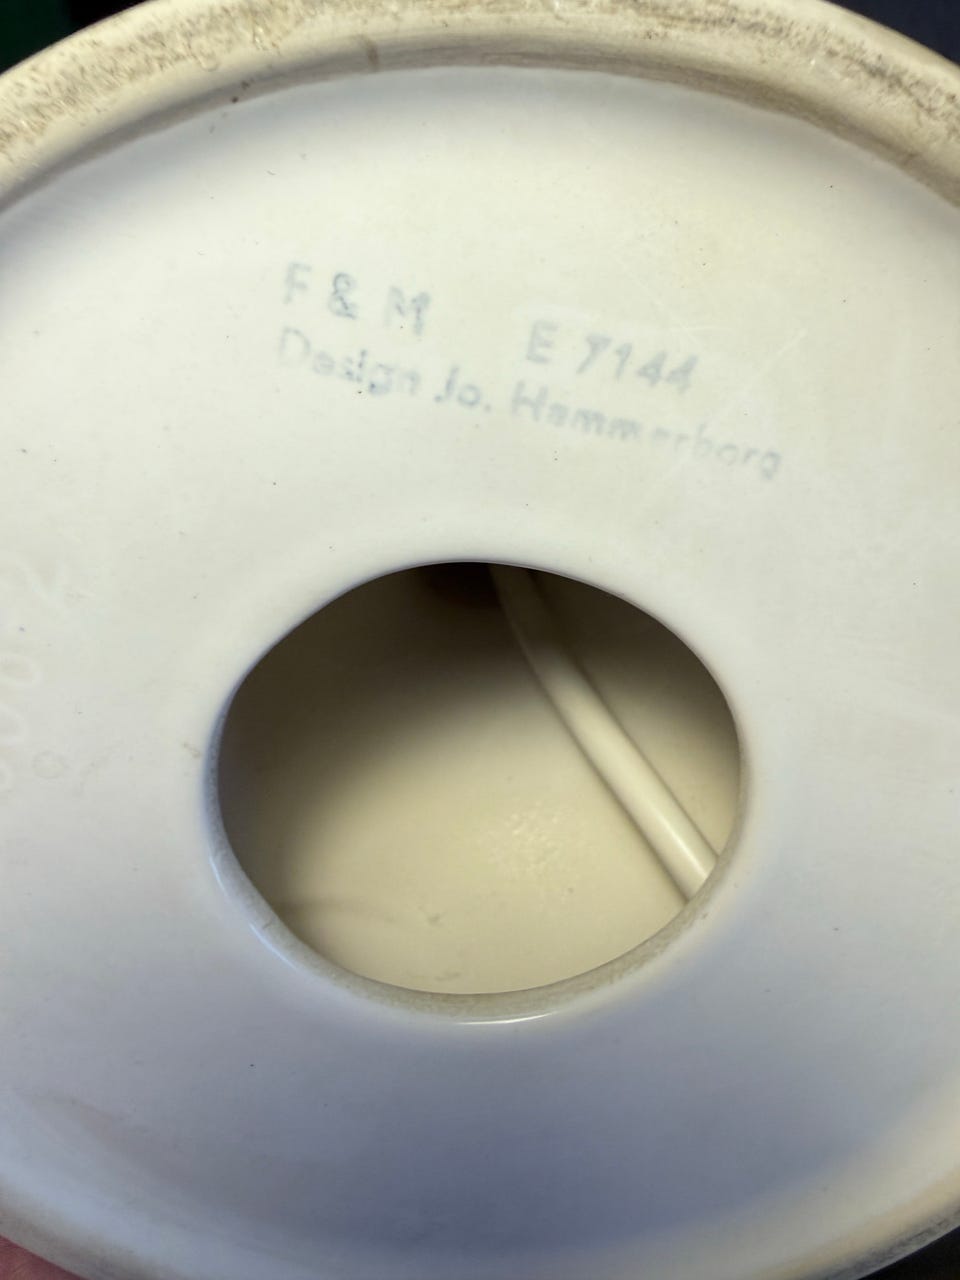 F & M E 7144
Design Jo. Hammerborg